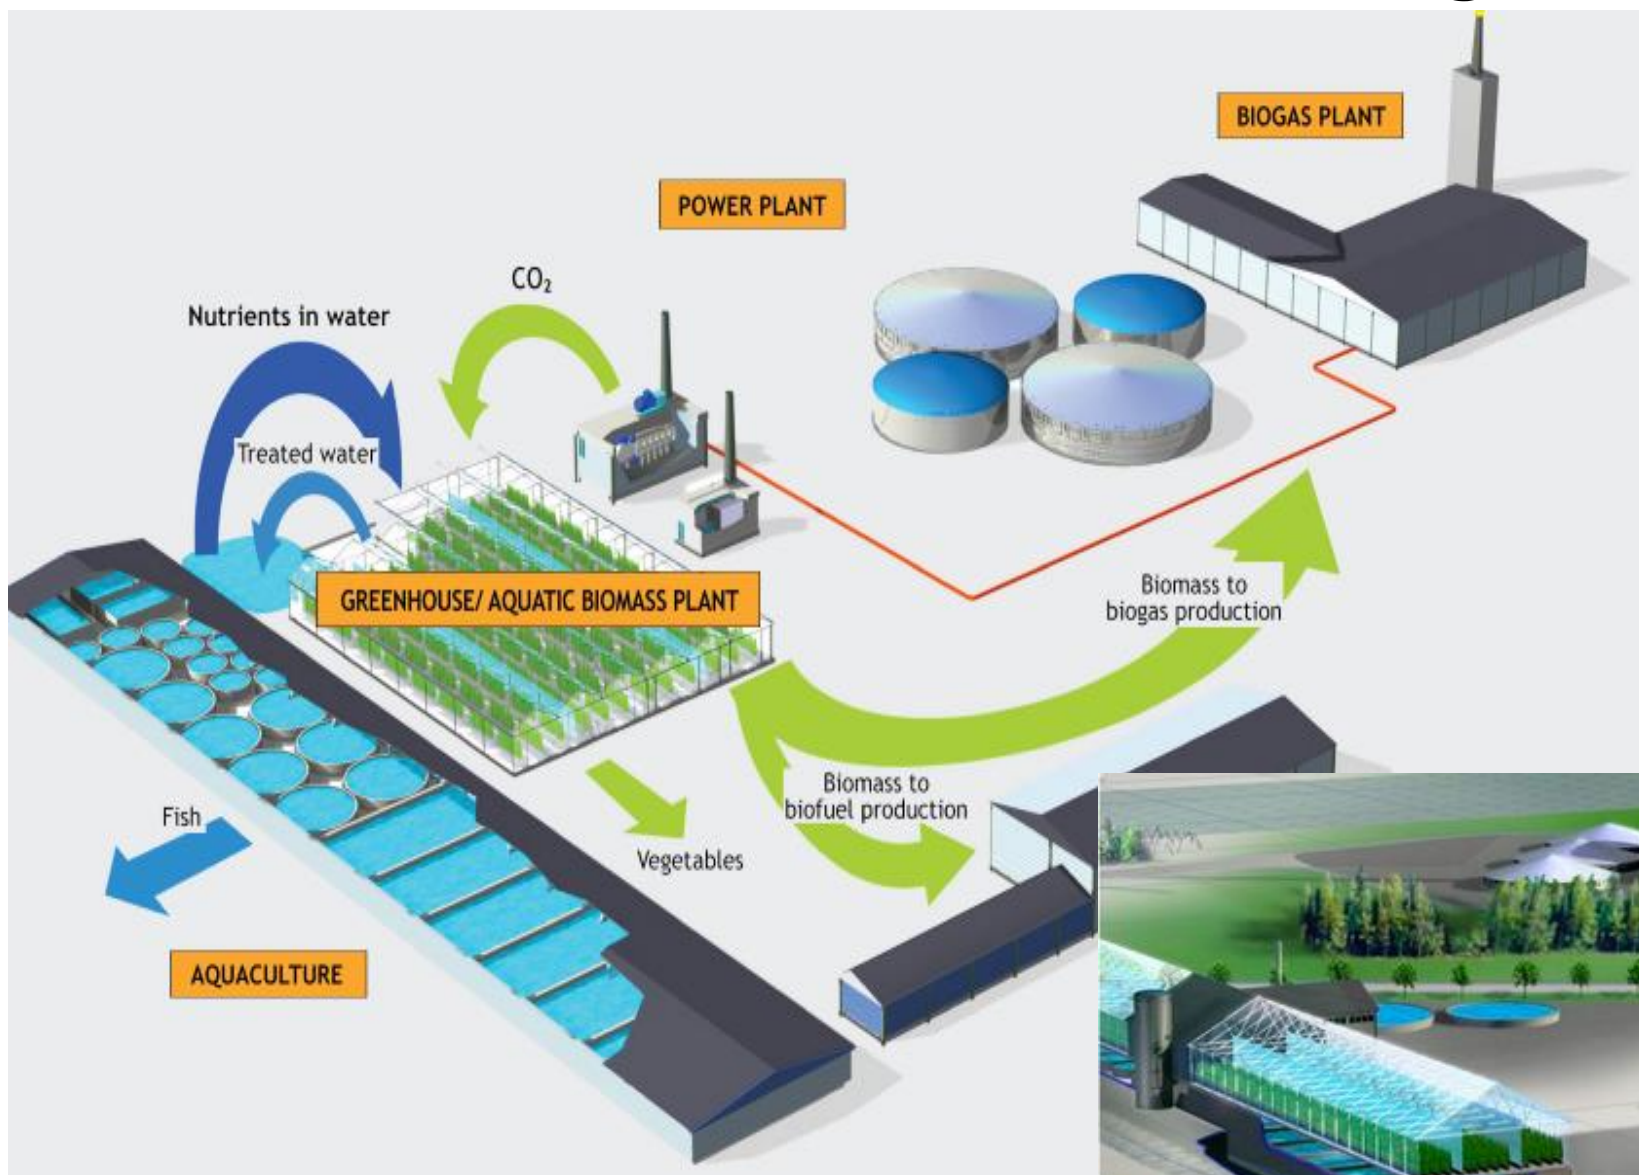 BIOGAS PLANT
POWER PLANT
CO₂
Nutrients in water
Treated water
GREENHOUSE/ AQUATIC BIOMASS PLANT
Biomass to
biogas production
Biomass to
biofuel production
Fish
Vegetables
AQUACULTURE